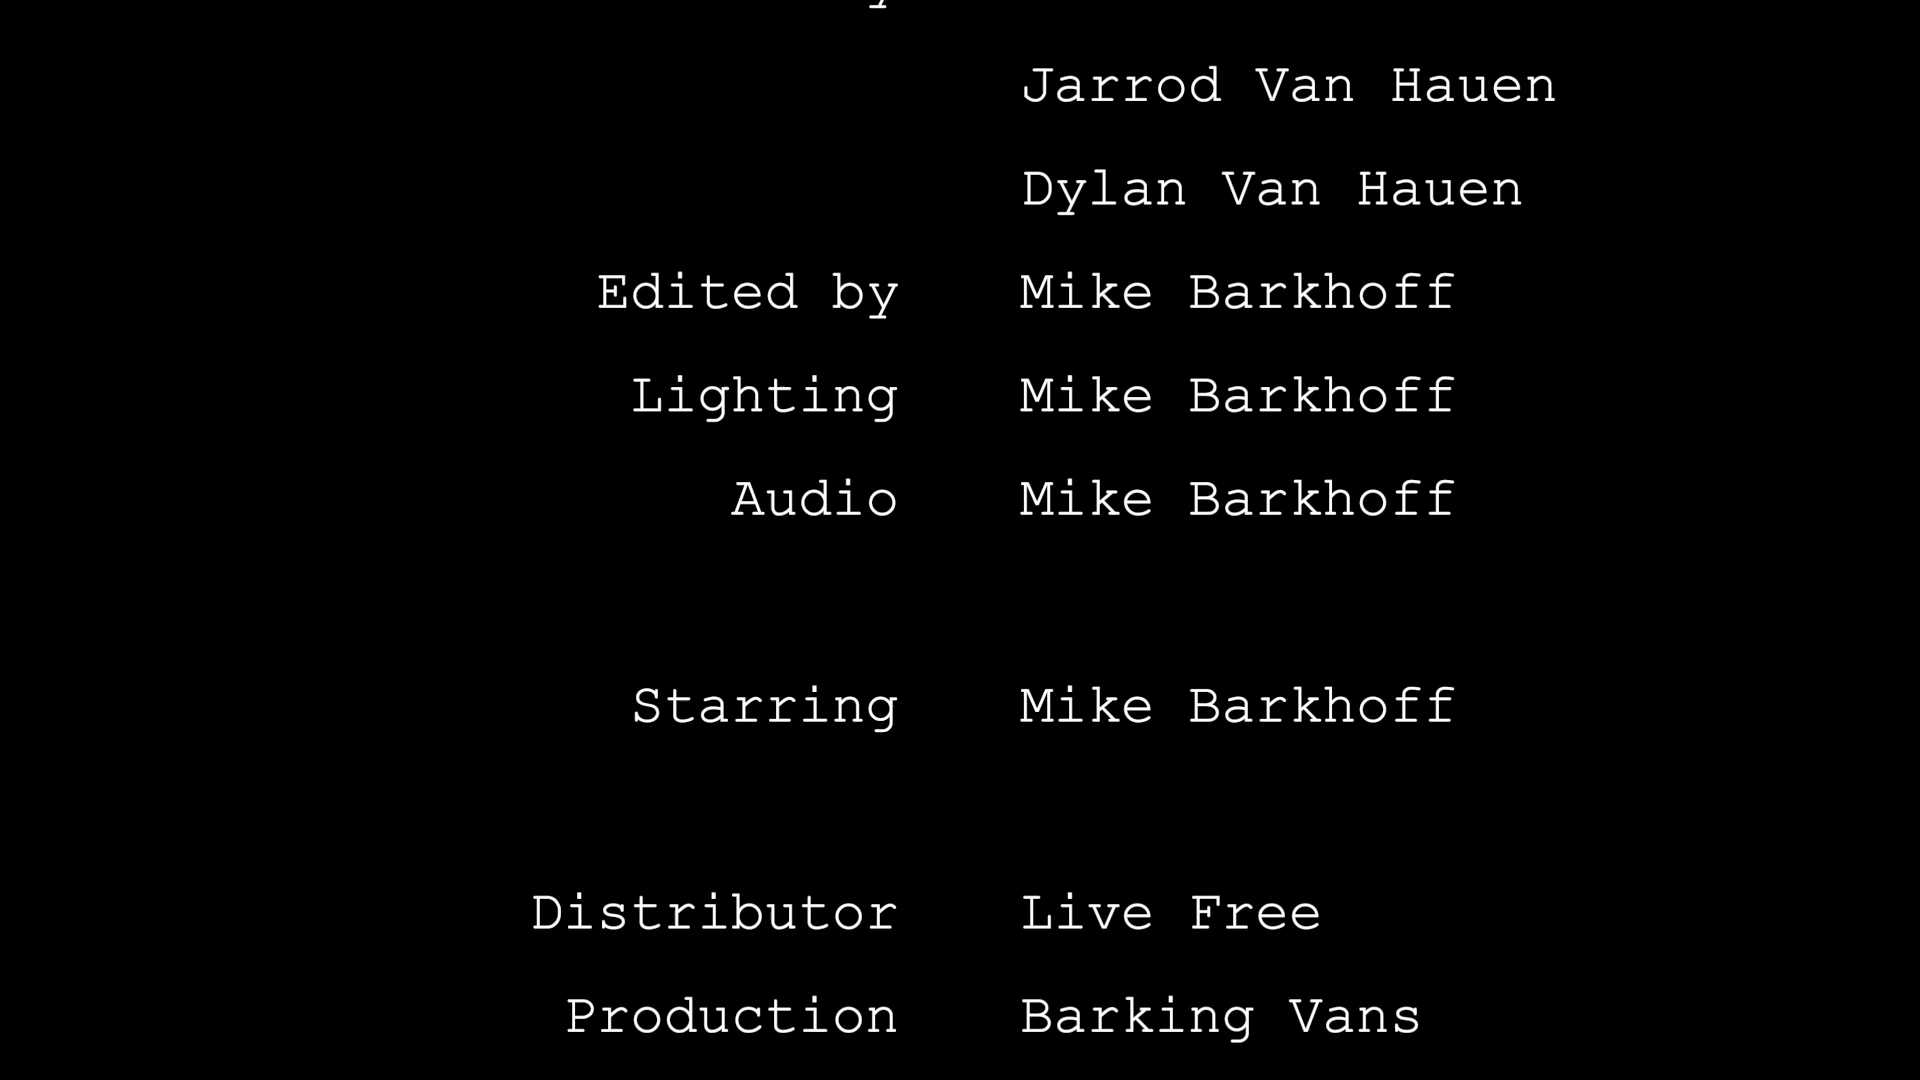 Jarrod Van Hauen
Dylan Van Hauen
Edited by Mike Barkhoff
Lighting Mike Barkhoff
Audio Mike Barkhoff
Starring Mike Barkhoff
Distributor Live Free
Production Barking Vans